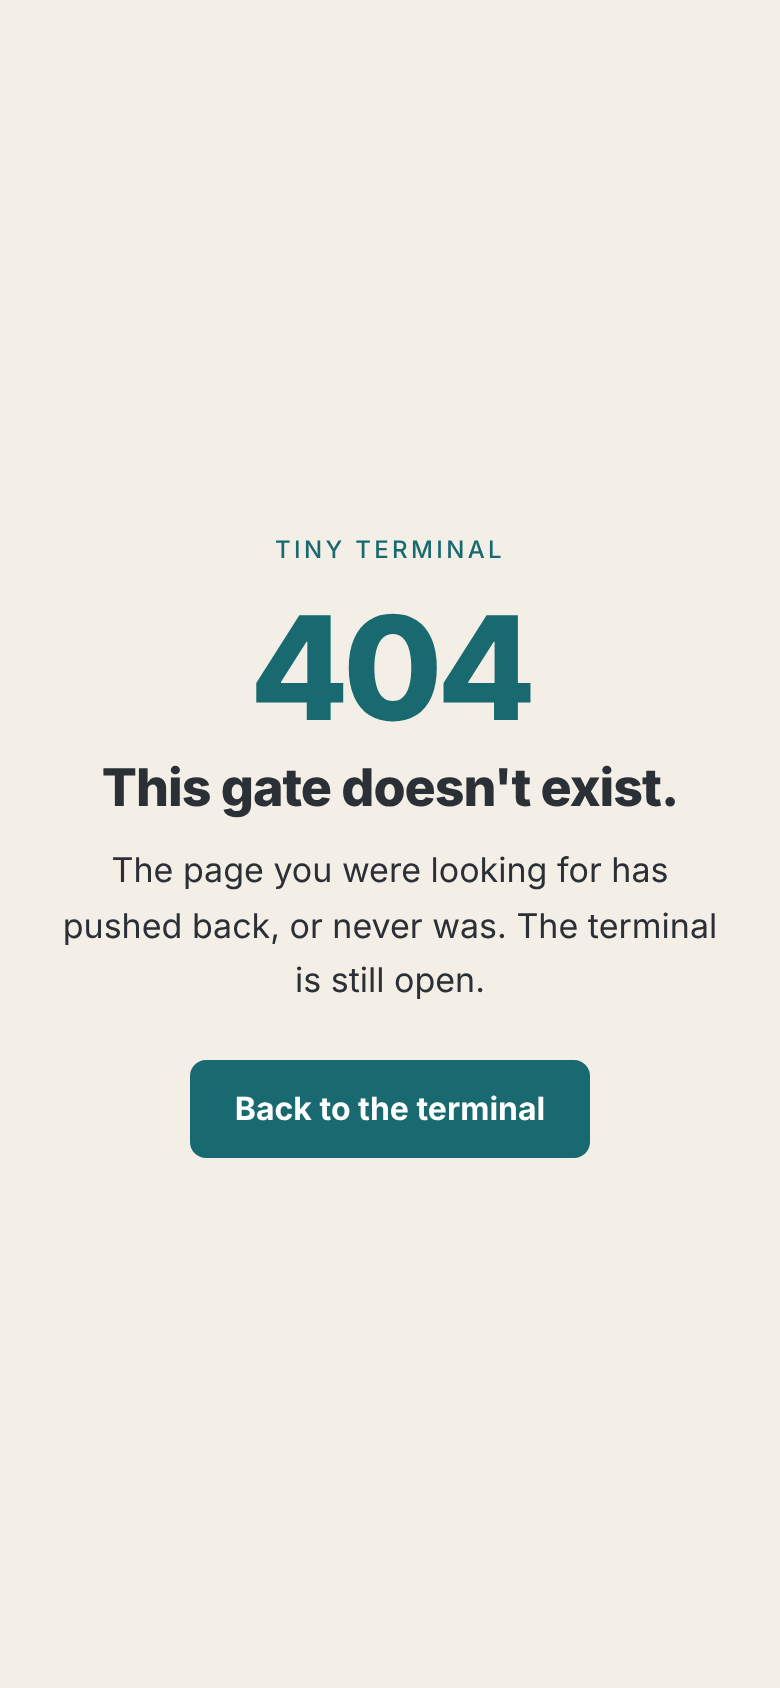 TINY TERMINAL
404
This gate doesn't exist.
The page you were looking for has
pushed back, or never was. The terminal
is still open.
Back to the terminal